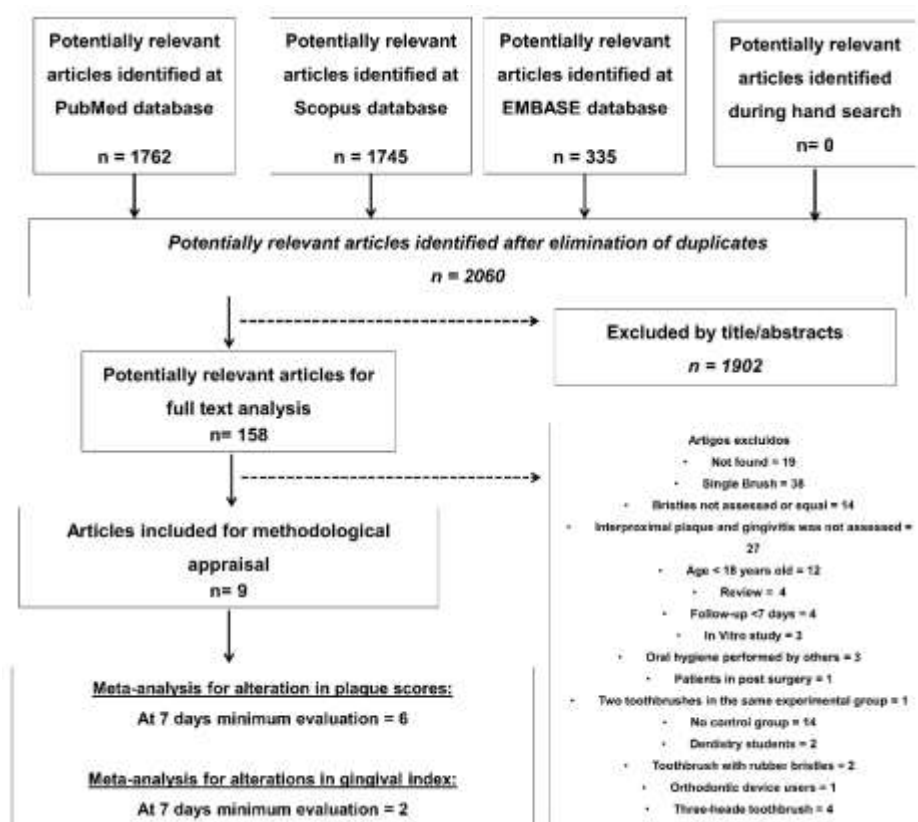 Potentially relevant
articles identified at
PubMed database
n = 1762
Potentially relevant
articles identified at
Scopus database
n = 1745
Potentially relevant
articles identified at
EMBASE database
n = 335
Potentially relevant
articles identified
during hand search
n= 0
Potentially relevant articles identified after elimination of duplicates
n = 2060
Excluded by title/abstracts
n = 1902
Potentially relevant articles for
full text analysis
n= 158
Artigos excluidos
• Not found = 19
• Single Brush = 38
• Bristles not assessed or equal = 14
• Interproximal plaque and gingivitis was not assessed =
27
• Age < 18 years old = 12
• Review = 4
• Follow-up <7 days = 4
• In Vitro study = 3
• Oral hygiene performed by others = 3
• Patients in post surgery = 1
• Two toothbrushes in the same experimental group = 1
• No control group = 14
• Dentistry students = 2
• Toothbrush with rubber bristles = 2
• Orthodontic device users = 1
• Three-heade toothbrush = 4
Articles included for methodological
appraisal
n= 9
Meta-analysis for alteration in plaque scores:
At 7 days minimum evaluation = 6
Meta-analysis for alterations in gingival index:
At 7 days minimum evaluation = 2